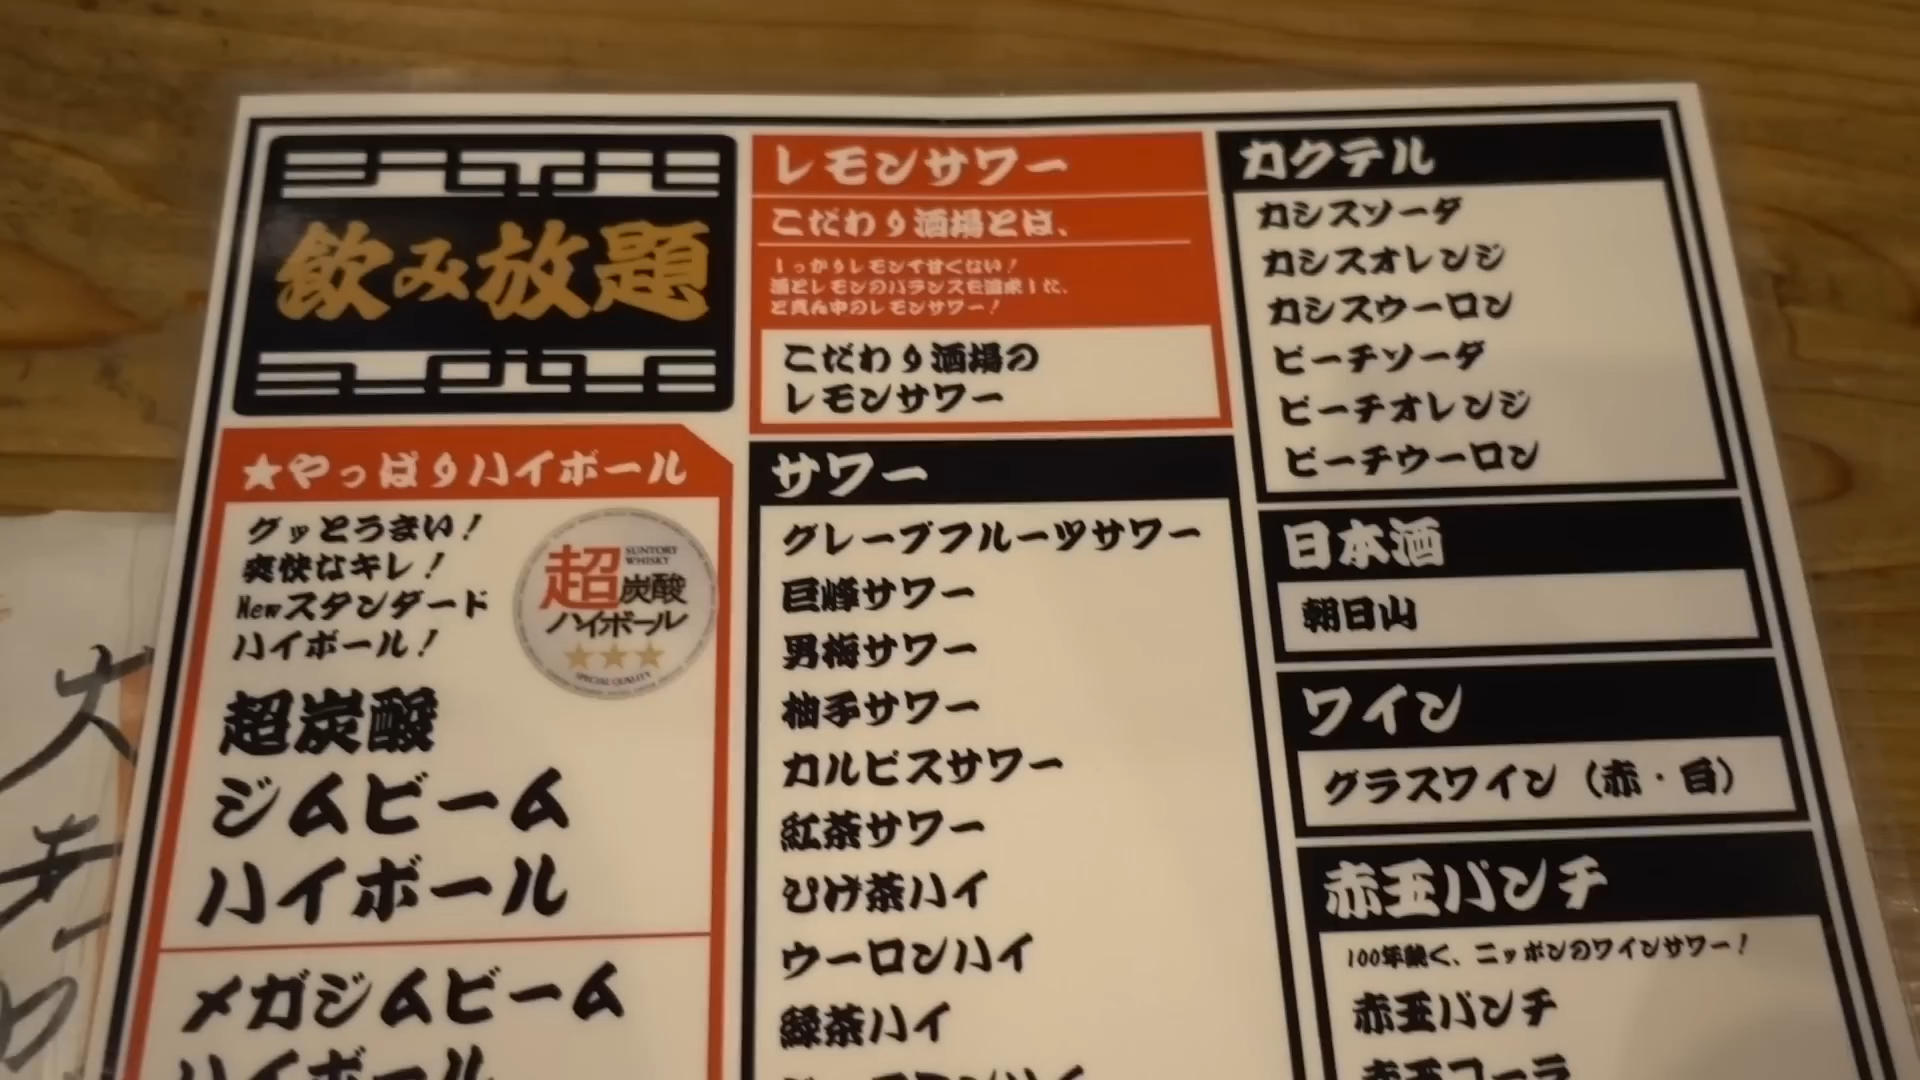 飲み放題
★やっぱりハイボール
グッとうまい!
爽快なキレ!
Newスタンダード
ハイボール!
超炭酸
ハイボール
SUNTORY
WHISKY
SPECIAL QUALITY
超炭酸
ジムビーム
ハイボール
メガジムビーム
ハイボール
レモンサワー
こだわり酒場とは、
しっかりレモンで甘くない!
酒とレモンのバランスを追求した、
ど真ん中のレモンサワー!
こだわり酒場の
レモンサワー
サワー
グレープフルーツサワー
巨峰サワー
男梅サワー
柚子サワー
カルピスサワー
紅茶サワー
ひげ茶ハイ
ウーロンハイ
緑茶ハイ
カクテル
カシスソーダ
カシスオレンジ
カシスウーロン
ピーチソーダ
ピーチオレンジ
ピーチウーロン
日本酒
朝日山
ワイン
グラスワイン（赤・白）
赤玉パンチ
100年続く、ニッポンのワインサワー!
赤玉パンチ
赤玉コーラ